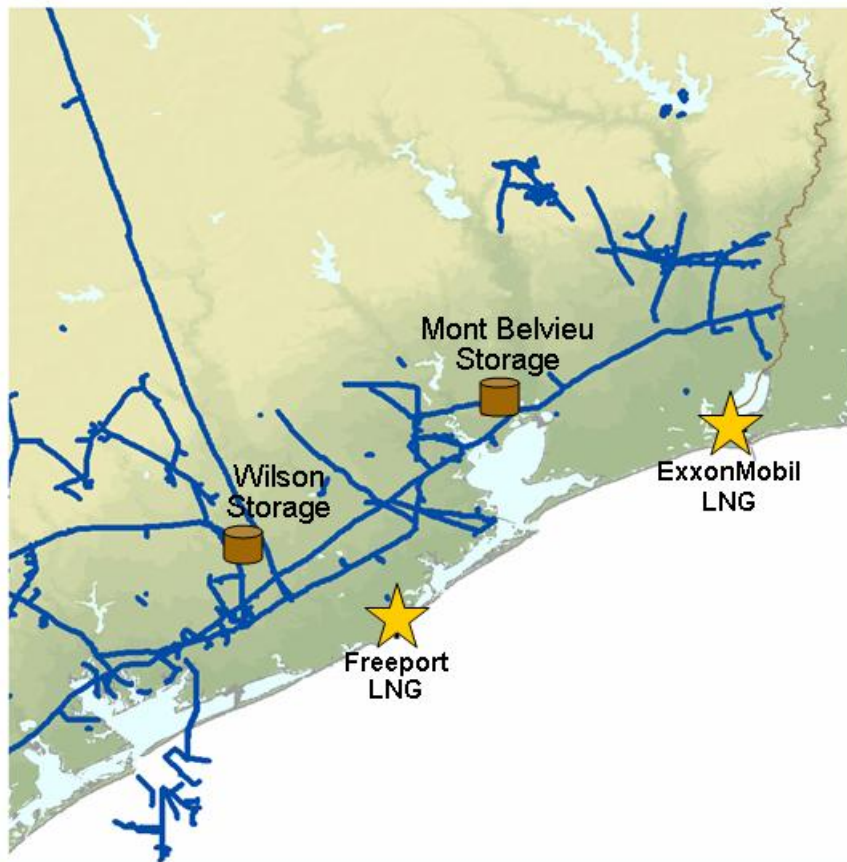 Mont Belvieu
Storage
ExxonMobil
LNG
Wilson
Storage
Freeport
LNG